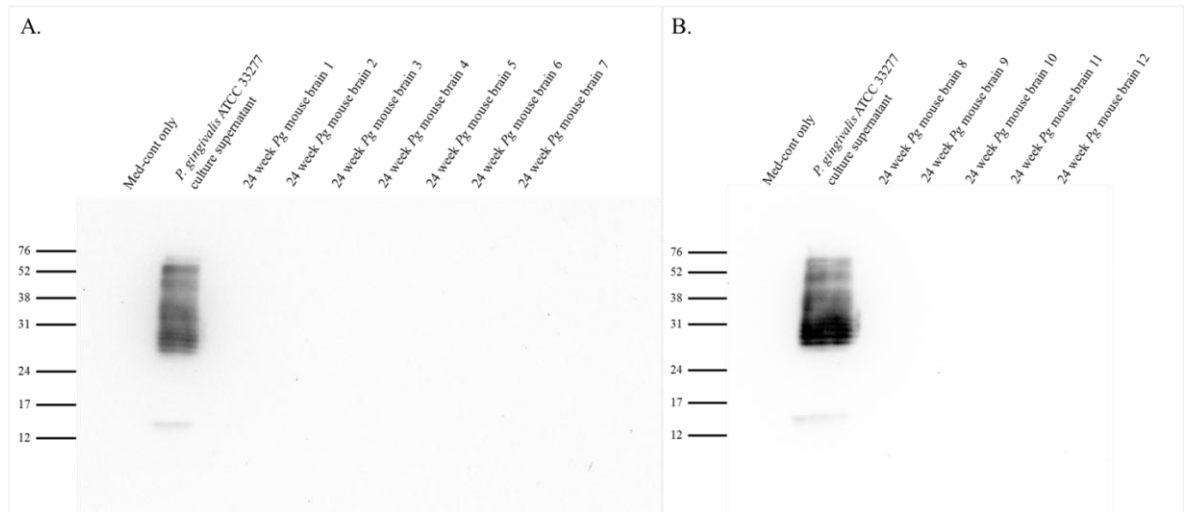 A.
Med-cont only
P. gingivalis ATCC 33277
culture supernatant
24 week Pg mouse brain 1
24 week Pg mouse brain 2
24 week Pg mouse brain 3
24 week Pg mouse brain 4
24 week Pg mouse brain 5
24 week Pg mouse brain 6
24 week Pg mouse brain 7
76
52
38
31
24
17
12
B.
Med-cont only
P. gingivalis ATCC 33277
culture supernatant
24 week Pg mouse brain 8
24 week Pg mouse brain 9
24 week Pg mouse brain 10
24 week Pg mouse brain 11
24 week Pg mouse brain 12
76
52
38
31
24
17
12